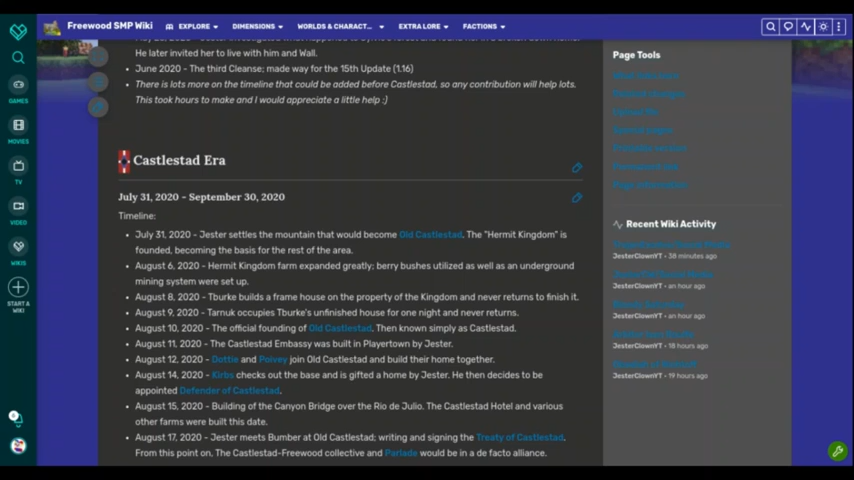 Freewood SMP Wiki
EXPLORE
DIMENSIONS
WORLDS & CHARACT...
EXTRA LORE
FACTIONS
GAMES
MOVIES
TV
VIDEO
WIKIS
START A
WIKI
He later invited her to live with him and Wall.
June 2020 - The third Cleanse; made way for the 15th Update (1.16)
There is lots more on the timeline that could be added before Castlestad, so any contribution will help lots.
This took hours to make and I would appreciate a little help :)
Castlestad Era
July 31, 2020 - September 30, 2020
Timeline:
July 31, 2020 - Jester settles the mountain that would become Old Castlestad. The "Hermit Kingdom" is
founded, becoming the basis for the rest of the area.
August 6, 2020 - Hermit Kingdom farm expanded greatly; berry bushes utilized as well as an underground
mining system were set up.
August 8, 2020 - Tburke builds a frame house on the property of the Kingdom and never returns to finish it.
August 9, 2020 - Tarnuk occupies Tburke's unfinished house for one night and never returns.
August 10, 2020 - The official founding of Old Castlestad. Then known simply as Castlestad.
August 11, 2020 - The Castlestad Embassy was built in Playertown by Jester.
August 12, 2020 - Dottie and Poivey join Old Castlestad and build their home together.
August 14, 2020 - Kirbs checks out the base and is gifted a home by Jester. He then decides to be
appointed Defender of Castlestad.
August 15, 2020 - Building of the Canyon Bridge over the Rio de Julio. The Castlestad Hotel and various
other farms were built this date.
August 17, 2020 - Jester meets Bumber at Old Castlestad; writing and signing the Treaty of Castlestad.
From this point on, The Castlestad-Freewood collective and Parlade would be in a de facto alliance.
Page Tools
Recent Wiki Activity
JesterClownYT • 38 minutes ago
JesterClownYT • an hour ago
JesterClownYT • an hour ago
JesterClownYT • 18 hours ago
JesterClownYT • 19 hours ago